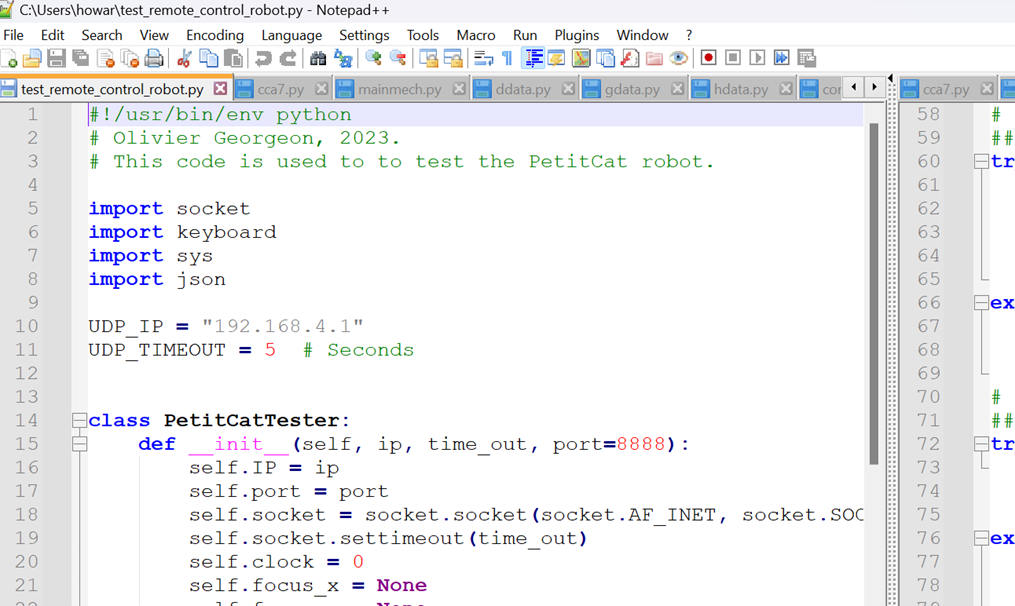 C:\Users\howar\test_remote_control_robot.py - Notepad++
File Edit Search View Encoding Language Settings Tools Macro Run Plugins Window ?
test_remote_control_robot.py cca7.py mainmech.py ddata.py gdata.py hdata.py cor cca7.py
1 #!/usr/bin/env python
2 # Olivier Georgeon, 2023.
3 # This code is used to to test the PetitCat robot.
4
5 import socket
6 import keyboard
7 import sys
8 import json
9
10 UDP_IP = "192.168.4.1"
11 UDP_TIMEOUT = 5  # Seconds
12
13
14 class PetitCatTester:
15     def __init__(self, ip, time_out, port=8888):
16         self.IP = ip
17         self.port = port
18         self.socket = socket.socket(socket.AF_INET, socket.SOC
19         self.socket.settimeout(time_out)
20         self.clock = 0
21         self.focus_x = None
58 #
59 ##
60 tr
61
62
63
64
65
66 ex
67
68
69
70 #
71 ##
72 tr
73
74
75
76 ex
77
78